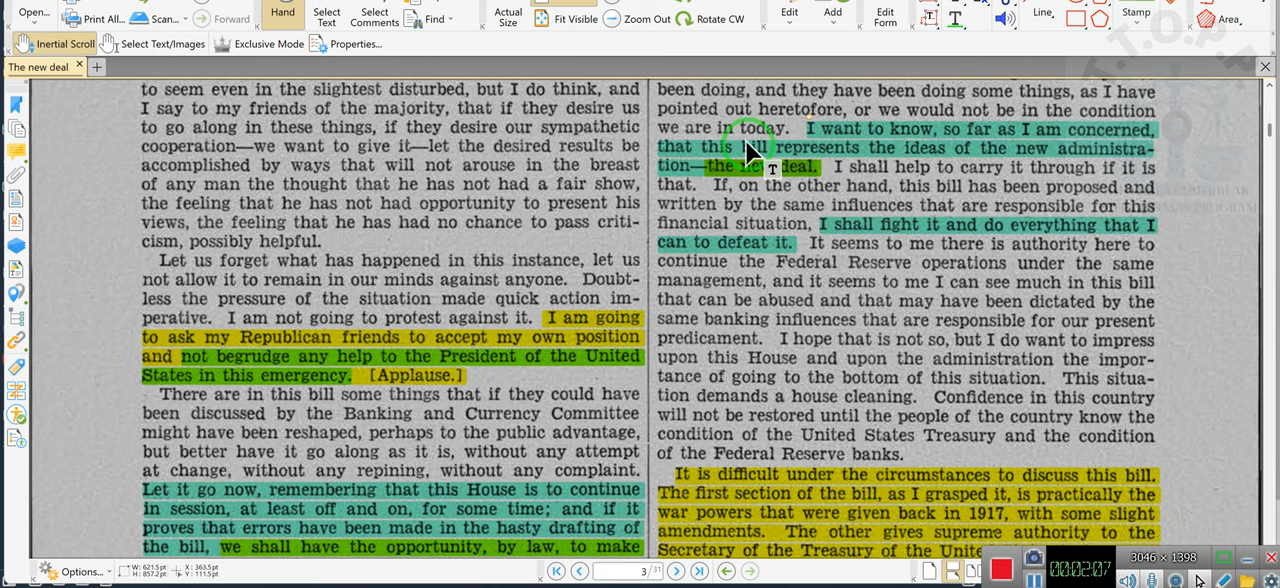 Open...
Print All...
Scan...
Forward
Hand
Select Text
Select Comments
Find
Actual Size
Fit Visible
Zoom Out
Rotate CW
Edit
Add
Edit Form
Line
Stamp
Area
Inertial Scroll
Select Text/Images
Exclusive Mode
Properties...
The new deal
T.O.P.P
to seem even in the slightest disturbed, but I do think, and
I say to my friends of the majority, that if they desire us
to go along in these things, if they desire our sympathetic
cooperation—we want to give it—let the desired results be
accomplished by ways that will not arouse in the breast
of any man the thought that he has not had a fair show,
the feeling that he has not had opportunity to present his
views, the feeling that he has had no chance to pass criti-
cism, possibly helpful.
Let us forget what has happened in this instance, let us
not allow it to remain in our minds against anyone. Doubt-
less the pressure of the situation made quick action im-
perative. I am not going to protest against it. I am going
to ask my Republican friends to accept my own position
and not begrudge any help to the President of the United
States in this emergency. [Applause.]
There are in this bill some things that if they could have
been discussed by the Banking and Currency Committee
might have been reshaped, perhaps to the public advantage,
but better have it go along as it is, without any attempt
at change, without any repining, without any complaint.
Let it go now, remembering that this House is to continue
in session, at least off and on, for some time; and if it
proves that errors have been made in the hasty drafting of
the bill, we shall have the opportunity, by law, to make
been doing, and they have been doing some things, as I have
pointed out heretofore, or we would not be in the condition
we are in today. I want to know, so far as I am concerned,
that this bill represents the ideas of the new administra-
tion—the new deal. I shall help to carry it through if it is
that. If, on the other hand, this bill has been proposed and
written by the same influences that are responsible for this
financial situation, I shall fight it and do everything that I
can to defeat it. It seems to me there is authority here to
continue the Federal Reserve operations under the same
management, and it seems to me I can see much in this bill
that can be abused and that may have been dictated by the
same banking influences that are responsible for our present
predicament. I hope that is not so, but I do want to impress
upon this House and upon the administration the impor-
tance of going to the bottom of this situation. This situa-
tion demands a house cleaning. Confidence in this country
will not be restored until the people of the country know the
condition of the United States Treasury and the condition
of the Federal Reserve banks.
It is difficult under the circumstances to discuss this bill.
The first section of the bill, as I grasped it, is practically the
war powers that were given back in 1917, with some slight
amendments. The other gives supreme authority to the
Secretary of the Treasury of the Unite
Options...
W: 621.5pt
H: 857.2pt
X: 363.5pt
Y: 111.5pt
3 / 31
3046 × 1398
00:02:07